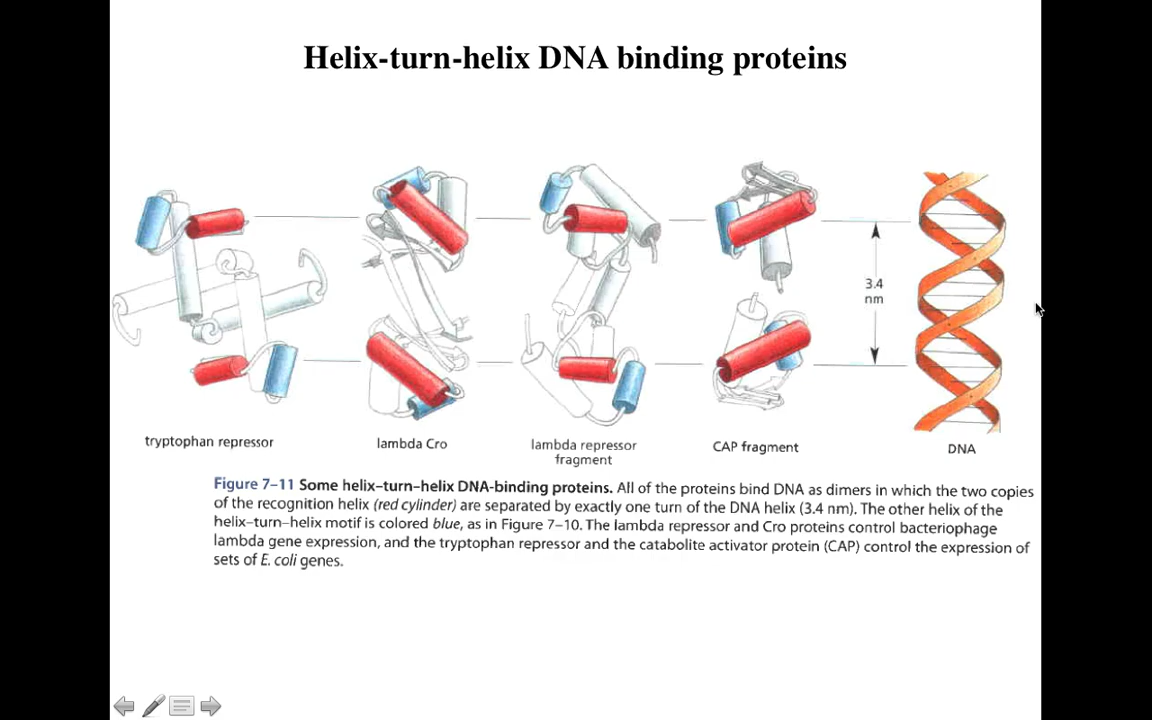 Helix-turn-helix DNA binding proteins
3.4
nm
tryptophan repressor
lambda Cro
lambda repressor
fragment
CAP fragment
DNA
Figure 7–11 Some helix–turn–helix DNA-binding proteins. All of the proteins bind DNA as dimers in which the two copies
of the recognition helix (red cylinder) are separated by exactly one turn of the DNA helix (3.4 nm). The other helix of the
helix–turn–helix motif is colored blue, as in Figure 7–10. The lambda repressor and Cro proteins control bacteriophage
lambda gene expression, and the tryptophan repressor and the catabolite activator protein (CAP) control the expression of
sets of E. coli genes.